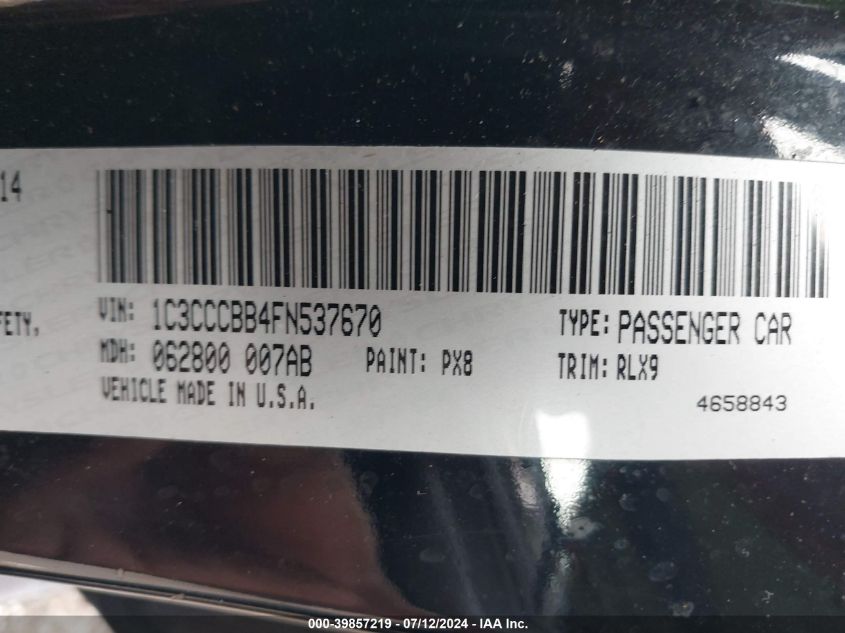 14
FETY,
VIN: 1C3CCCBB4FN537670 TYPE: PASSENGER CAR
MDH: 062800 007AB PAINT: PX8 TRIM: RLX9
VEHICLE MADE IN U.S.A. 4658843
000-39857219 - 07/12/2024 - IAA Inc.